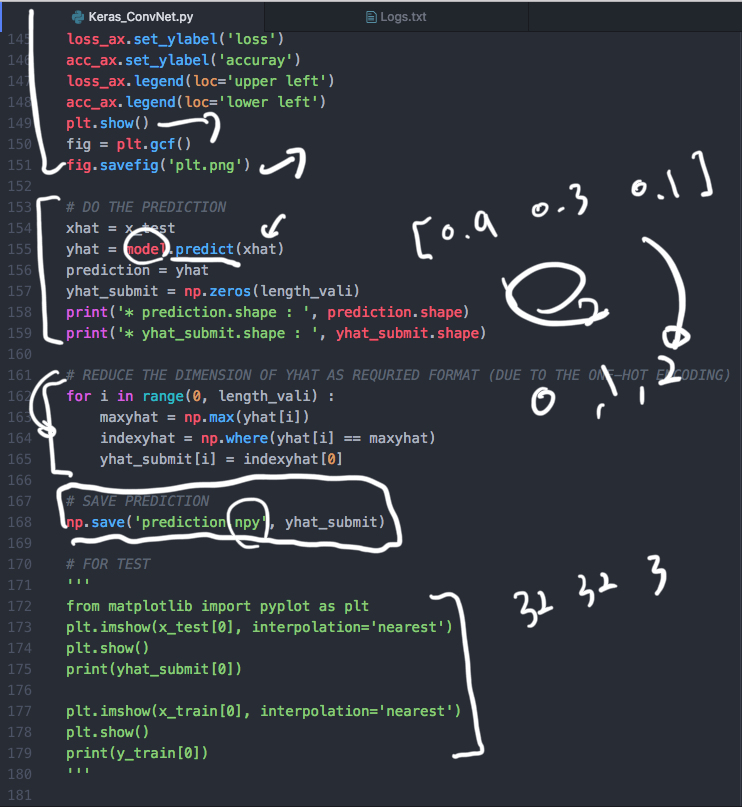 Keras_ConvNet.py Logs.txt
145 loss_ax.set_ylabel('loss')
146 acc_ax.set_ylabel('accuray')
147 loss_ax.legend(loc='upper left')
148 acc_ax.legend(loc='lower left')
149 plt.show()
150 fig = plt.gcf()
151 fig.savefig('plt.png')
152
153 # DO THE PREDICTION
154 xhat = x_test
155 yhat = model.predict(xhat)
156 prediction = yhat
157 yhat_submit = np.zeros(length_vali)
158 print('* prediction.shape : ', prediction.shape)
159 print('* yhat_submit.shape : ', yhat_submit.shape)
160
161 # REDUCE THE DIMENSION OF YHAT AS REQURIED FORMAT (DUE TO THE ONE-HOT ENCODING)
162 for i in range(0, length_vali) :
163 maxyhat = np.max(yhat[i])
164 indexyhat = np.where(yhat[i] == maxyhat)
165 yhat_submit[i] = indexyhat[0]
166
167 # SAVE PREDICTION
168 np.save('prediction.npy', yhat_submit)
169
170 # FOR TEST
171 '''
172 from matplotlib import pyplot as plt
173 plt.imshow(x_test[0], interpolation='nearest')
174 plt.show()
175 print(yhat_submit[0])
176
177 plt.imshow(x_train[0], interpolation='nearest')
178 plt.show()
179 print(y_train[0])
180 '''
181
[0.9 0.3 0.1]
2
0, 1, 2
32 32 3